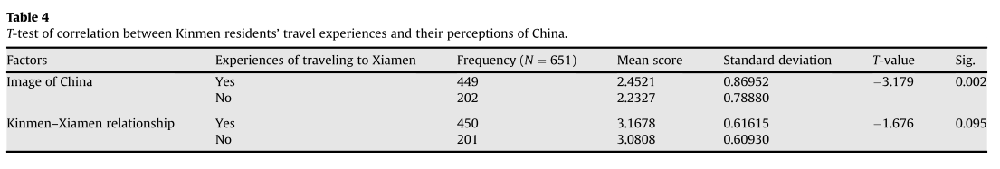 Table 4
T-test of correlation between Kinmen residents’ travel experiences and their perceptions of China.
Factors Experiences of traveling to Xiamen Frequency (N = 651) Mean score Standard deviation T-value Sig.
Image of China Yes 449 2.4521 0.86952 −3.179 0.002
No 202 2.2327 0.78880
Kinmen–Xiamen relationship Yes 450 3.1678 0.61615 −1.676 0.095
No 201 3.0808 0.60930